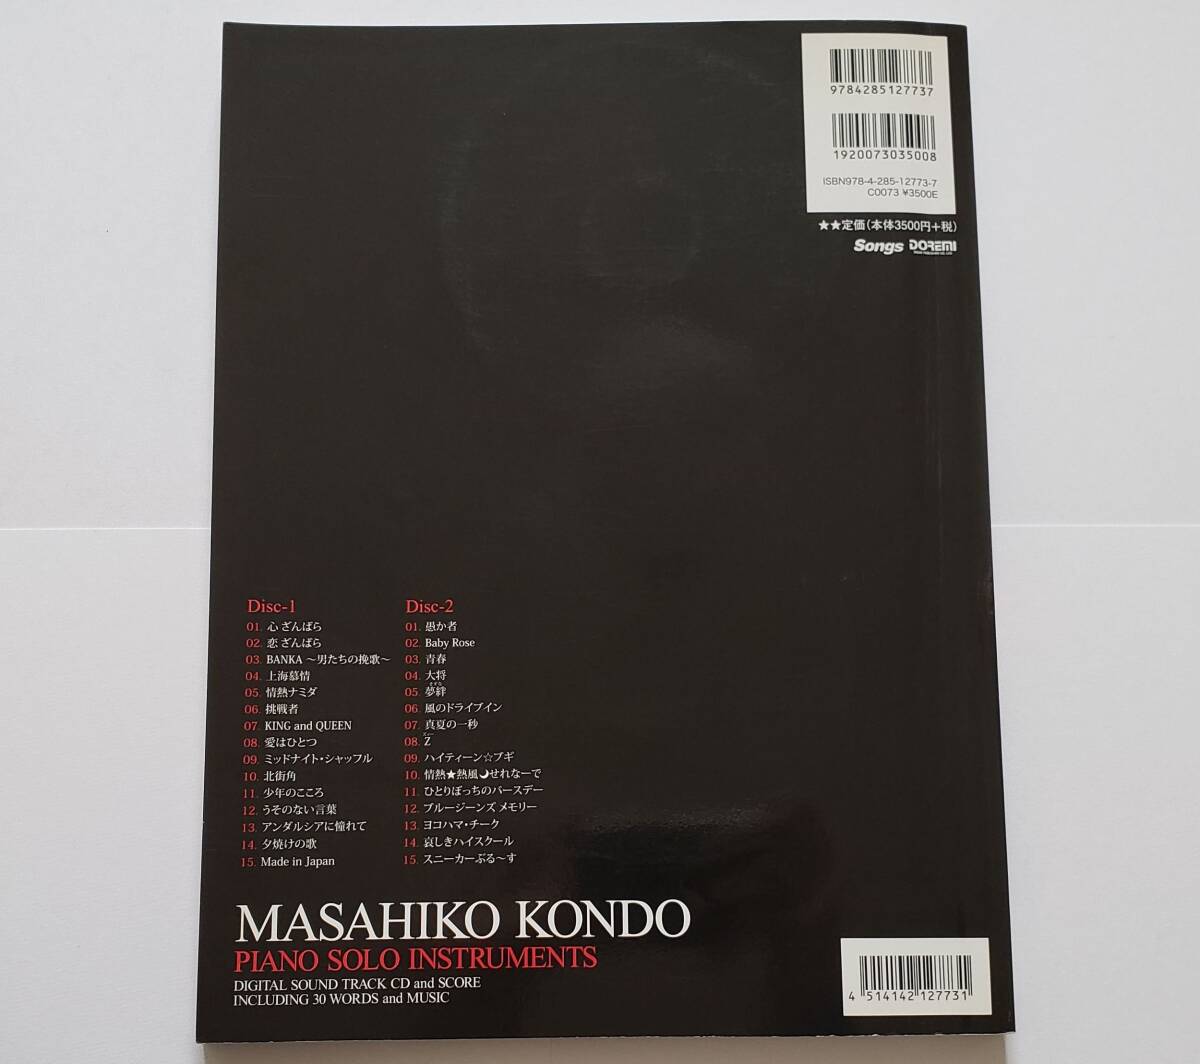 9784285127737
1920073035008
ISBN978-4-285-12773-7
C0073 ¥3500E
★★定価(本体3500円+税)
Songs DOREMI
Disc-1
01. 心 ざんばら
02. 恋 ざんばら
03. BANKA ～男たちの挽歌～
04. 上海慕情
05. 情熱ナミダ
06. 挑戦者
07. KING and QUEEN
08. 愛はひとつ
09. ミッドナイト・シャッフル
10. 北街角
11. 少年のこころ
12. うそのない言葉
13. アンダルシアに憧れて
14. 夕焼けの歌
15. Made in Japan
Disc-2
01. 愚か者
02. Baby Rose
03. 青春
04. 大将
きずな
05. 夢絆
06. 風のドライブイン
07. 真夏の一秒
08. Z
09. ハイティーン☆ブギ
10. 情熱★熱風☽せれなーで
11. ひとりぼっちのバースデー
12. ブルージーンズ メモリー
13. ヨコハマ・チーク
14. 哀しきハイスクール
15. スニーカーぶる～す
MASAHIKO KONDO
PIANO SOLO INSTRUMENTS
DIGITAL SOUND TRACK CD and SCORE
INCLUDING 30 WORDS and MUSIC
4 514142 127731